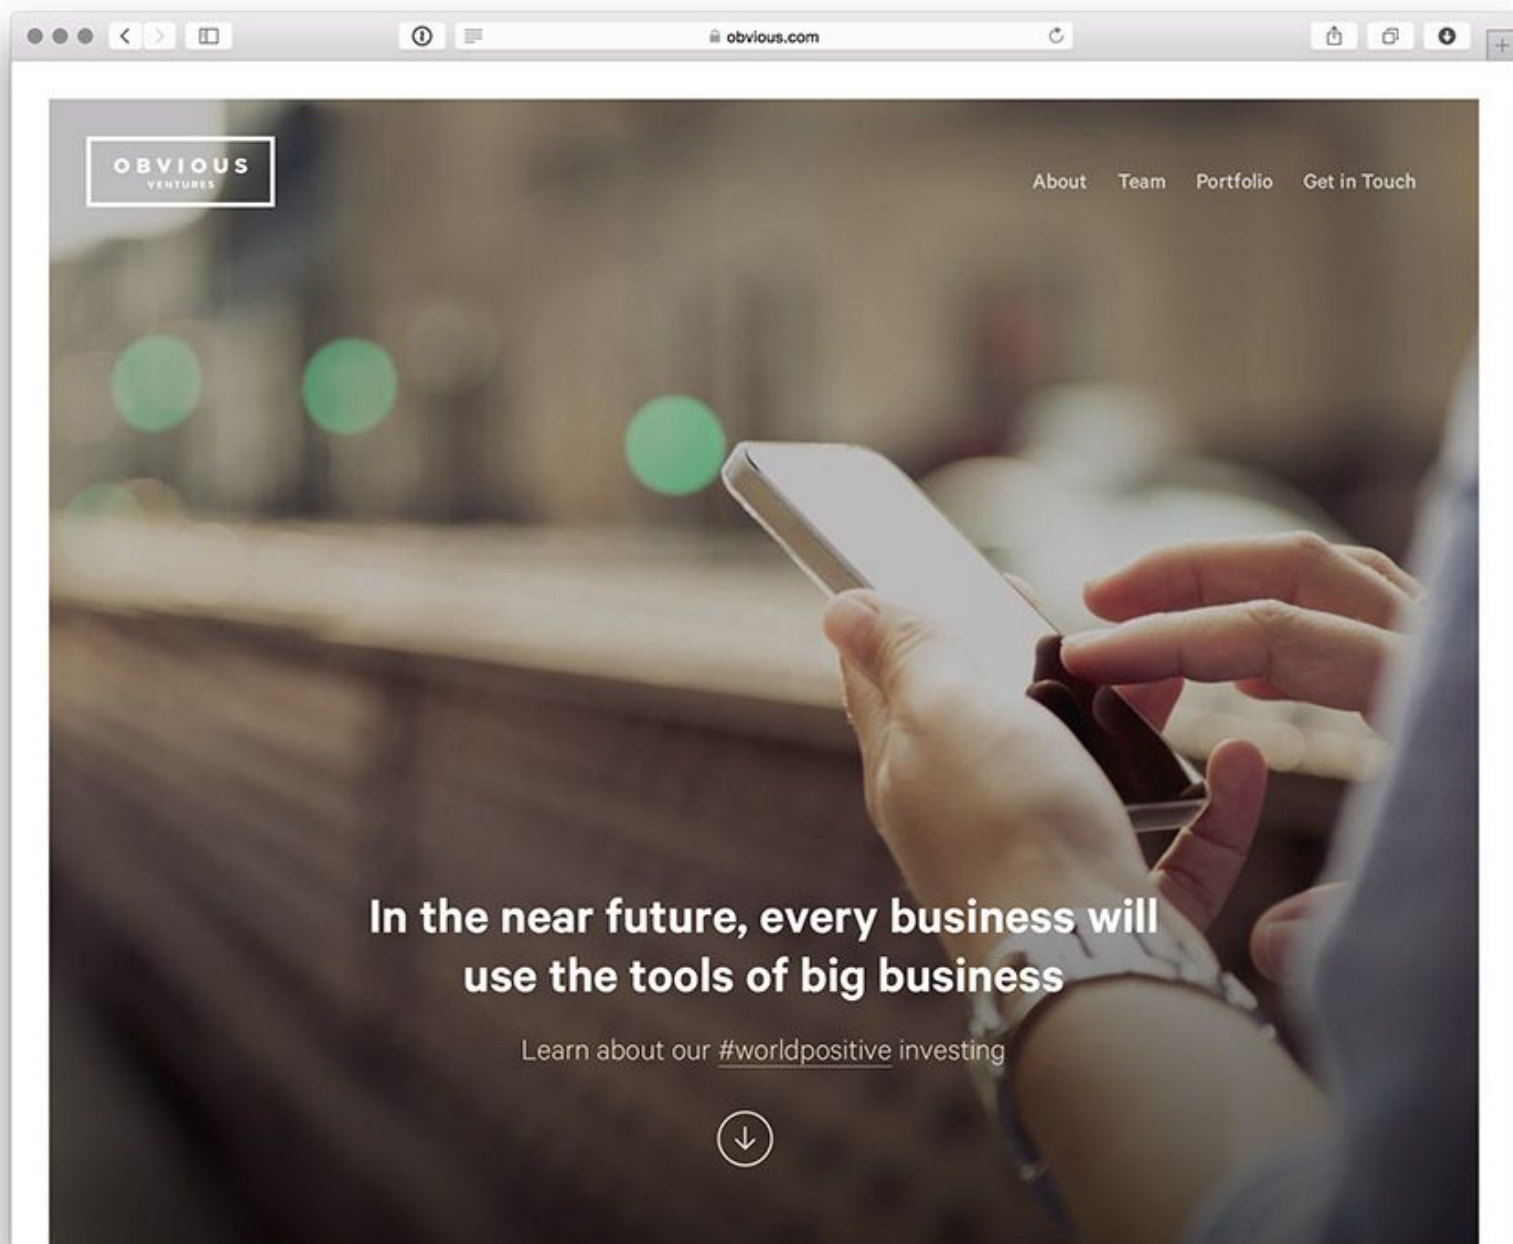 obvious.com
OBVIOUS
VENTURES
About Team Portfolio Get in Touch
In the near future, every business will
use the tools of big business
Learn about our #worldpositive investing